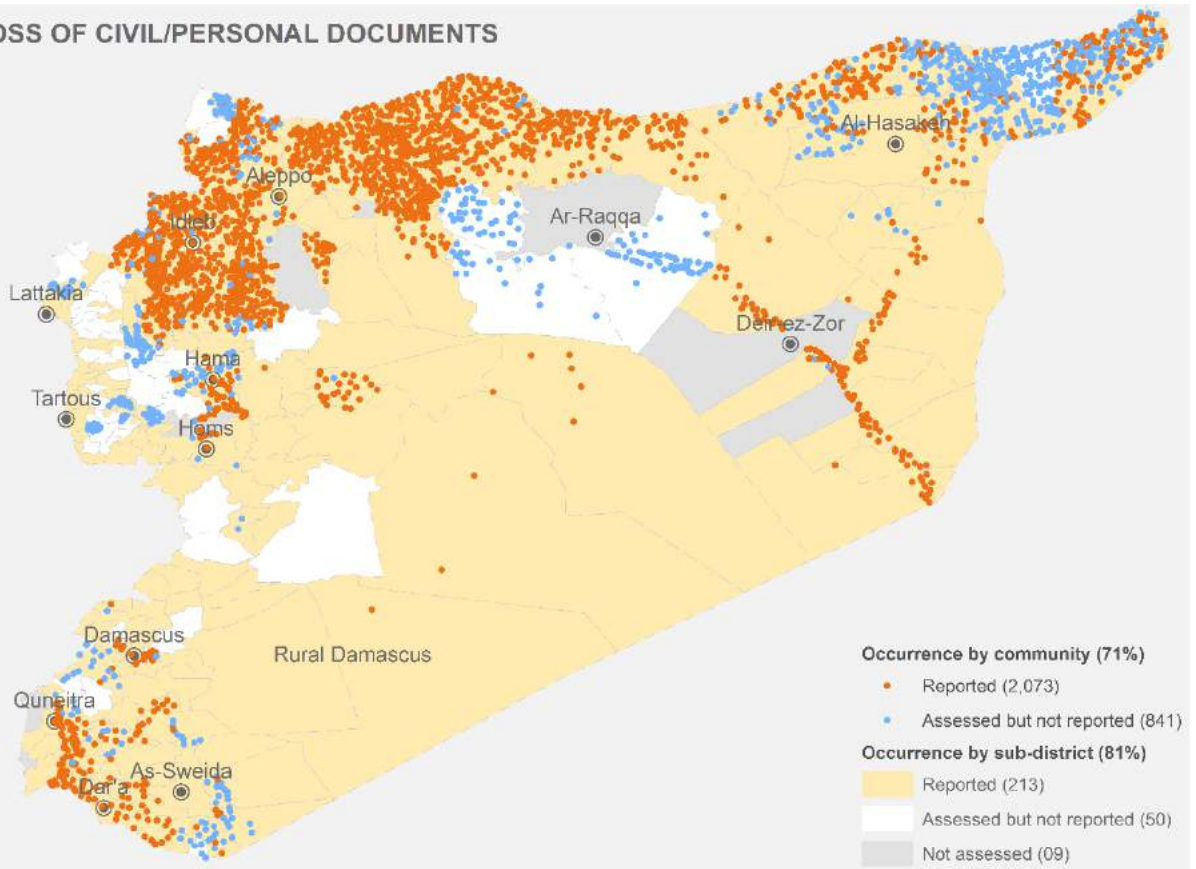 OSS OF CIVIL/PERSONAL DOCUMENTS
Al-Hasakeh
Aleppo
Ar-Raqqa
Idleb
Lattakia
Deir-ez-Zor
Hama
Tartous
Homs
Damascus
Rural Damascus
Quneitra
As-Sweida
Dar'a
Occurrence by community (71%)
Reported (2,073)
Assessed but not reported (841)
Occurrence by sub-district (81%)
Reported (213)
Assessed but not reported (50)
Not assessed (09)